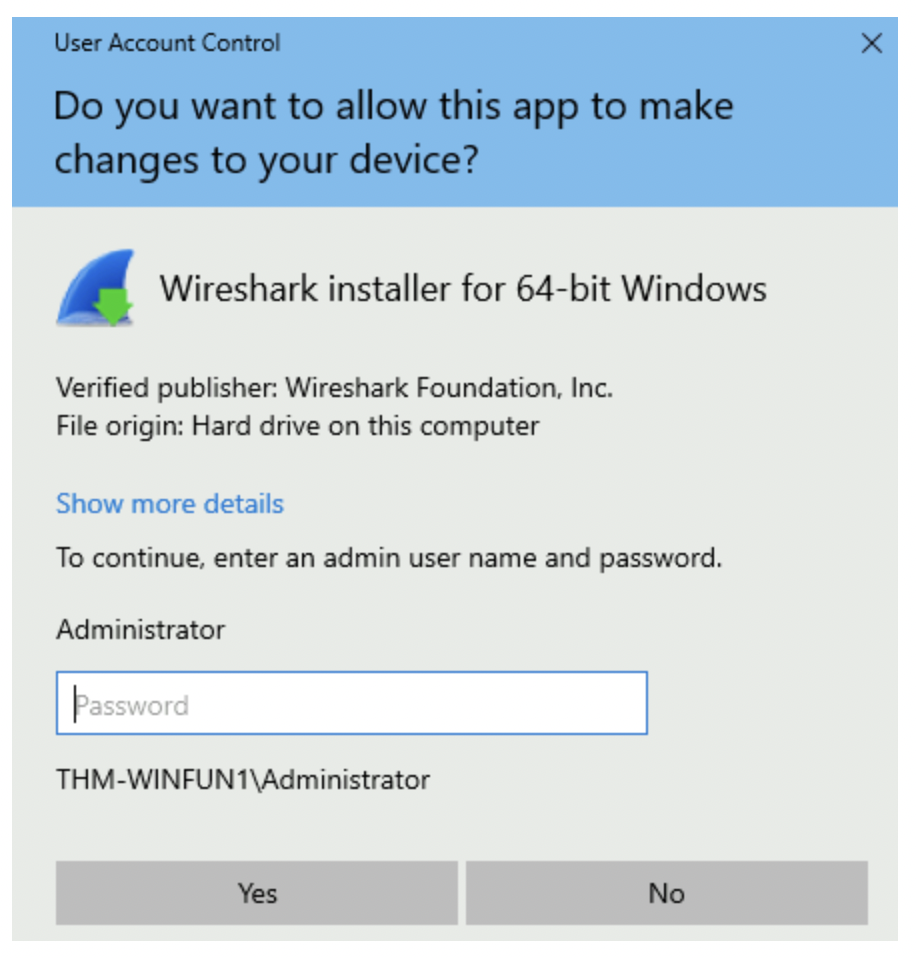 User Account Control
Do you want to allow this app to make
changes to your device?
Wireshark installer for 64-bit Windows
Verified publisher: Wireshark Foundation, Inc.
File origin: Hard drive on this computer
Show more details
To continue, enter an admin user name and password.
Administrator
Password
THM-WINFUN1\Administrator
Yes No